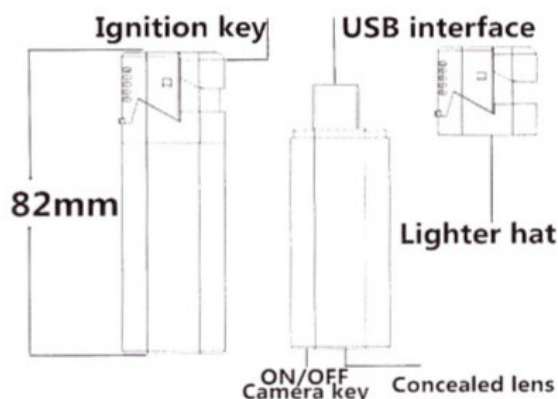 Ignition key
USB interface
82mm
Lighter hat
ON/OFF
Camera key
Concealed lens